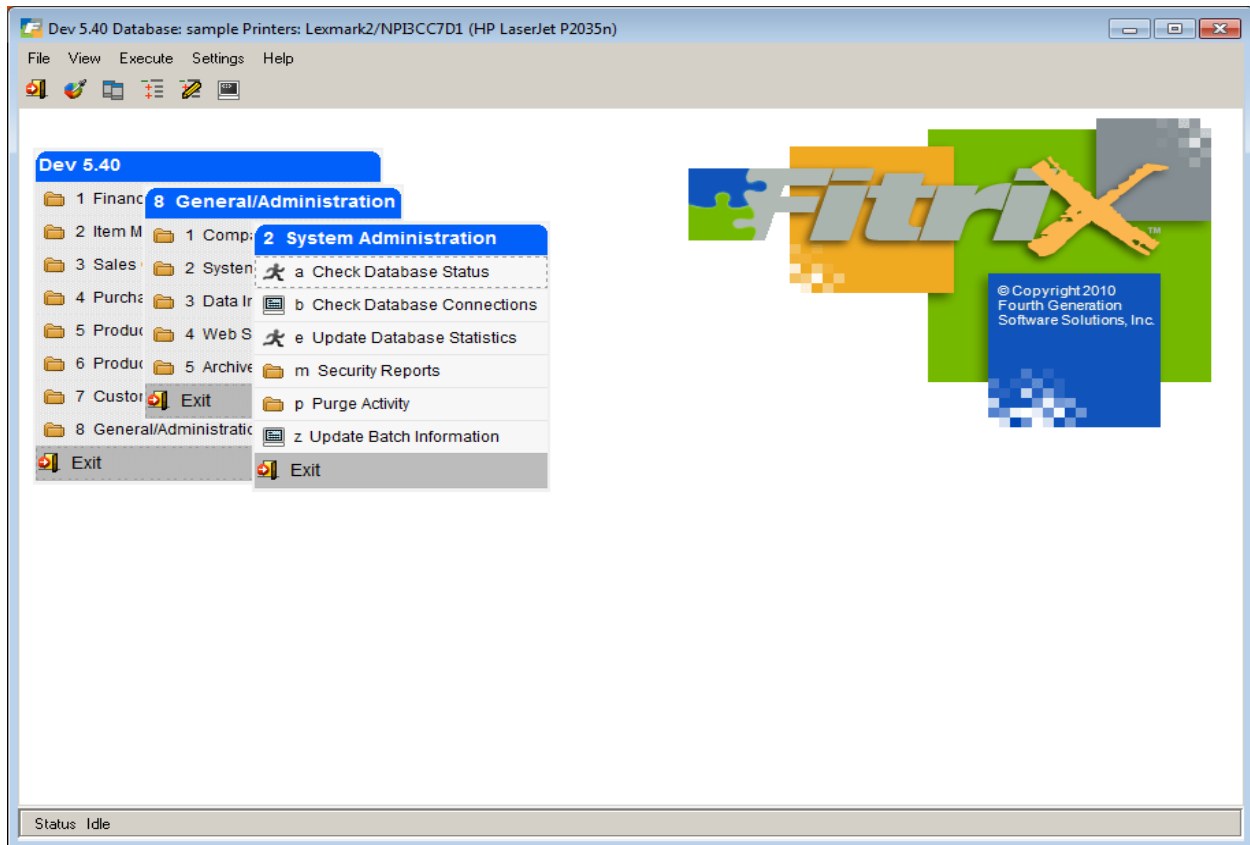 Dev 5.40 Database: sample Printers: Lexmark2/NPI3CC7D1 (HP LaserJet P2035n)
File View Execute Settings Help
Dev 5.40
1 Financ
2 Item M
3 Sales
4 Purcha
5 Produc
6 Produc
7 Custor
8 General/Administratic
Exit
8 General/Administration
1 Compa
2 System
3 Data Ir
4 Web S
5 Archive
Exit
2 System Administration
a Check Database Status
b Check Database Connections
e Update Database Statistics
m Security Reports
p Purge Activity
z Update Batch Information
Exit
FitriX
TM
© Copyright 2010
Fourth Generation
Software Solutions, Inc.
Status Idle